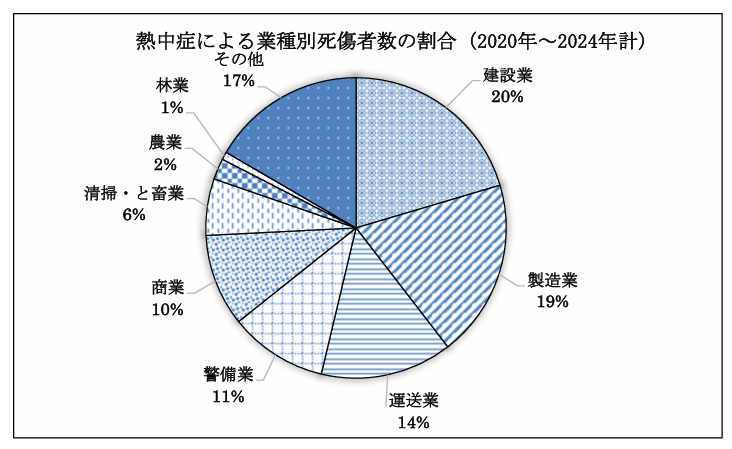 熱中症による業種別死傷者数の割合（2020年～2024年計）
その他
17%
建設業
20%
林業
1%
農業
2%
清掃・と畜業
6%
製造業
19%
商業
10%
警備業
11%
運送業
14%